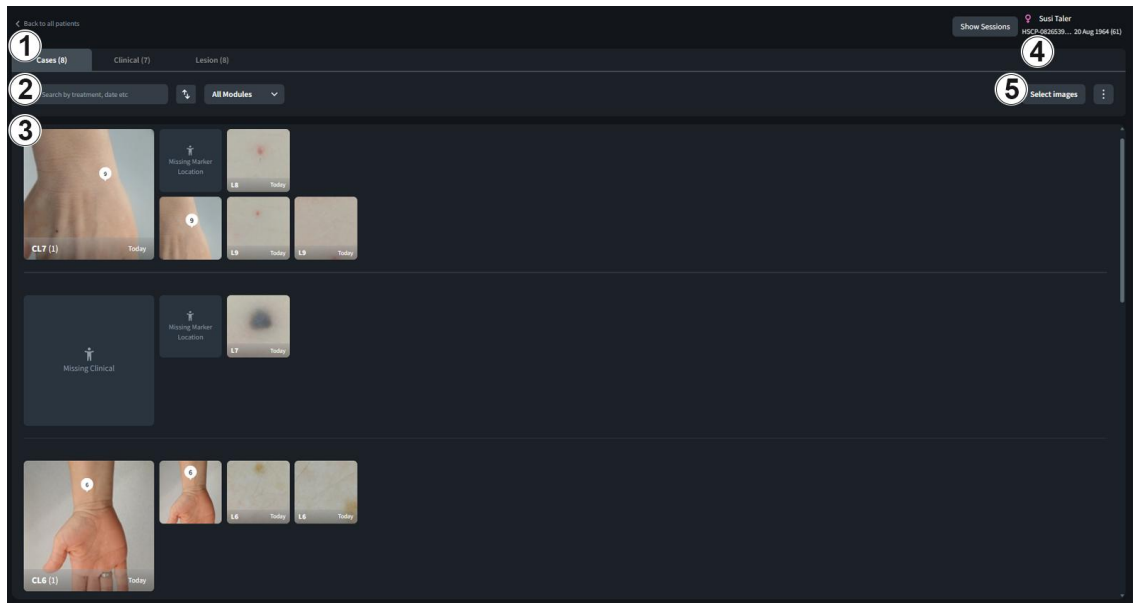 Back to all patients
Show Sessions
Susi Taler
HSCP-0826539... 20 Aug 1964 (61)
1
4
Cases (8) Clinical (7) Lesion (8)
2
Search by treatment, date etc
All Modules
5
Select images
3
9
Missing Marker
Location
L8 Today
9
CL7 (1) Today
L9 Today
L9 Today
Missing Clinical
Missing Marker
Location
L7 Today
6
6
L6 Today
L6 Today
CL6 (1) Today